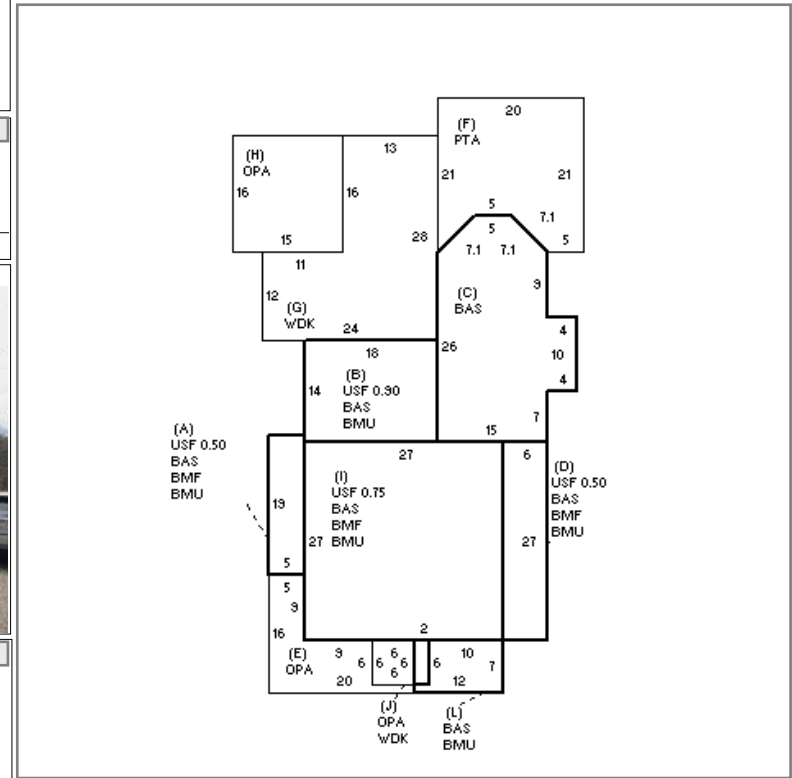 20
(F)
PTA
21
21
5
5
7.1
7.1
7.1
5
13
(H)
OPA
16
16
15
28
11
12
(G)
WDK
24
9
(C)
BAS
4
10
4
26
7
15
18
14
(B)
USF 0.90
BAS
BMU
(A)
USF 0.50
BAS
BMF
BMU
19
5
27
(I)
USF 0.75
BAS
BMF
BMU
27
6
(D)
USF 0.50
BAS
BMF
BMU
27
5
9
16
(E)
OPA
9
6
20
2
6
6
6
6
6
10
7
12
(J)
OPA
WDK
(L)
BAS
BMU